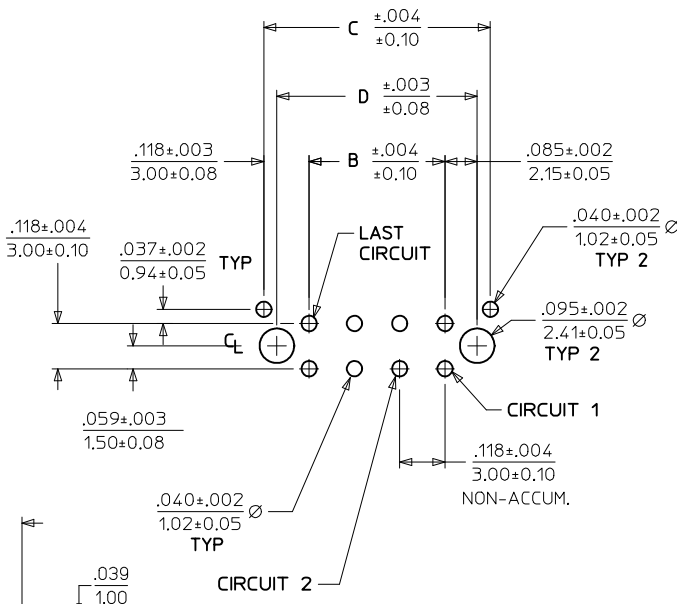 C ±.004
±0.10
D ±.003
±0.08
.118±.003
3.00±0.08
B ±.004
±0.10
.085±.002
2.15±0.05
.118±.004
3.00±0.10
.037±.002
0.94±0.05
TYP
LAST
CIRCUIT
.040±.002
1.02±0.05 Ø
TYP 2
CL
.095±.002
2.41±0.05 Ø
TYP 2
.059±.003
1.50±0.08
CIRCUIT 1
.118±.004
3.00±0.10
NON-ACCUM.
.040±.002
1.02±0.05 Ø
TYP
CIRCUIT 2
.039
1.00